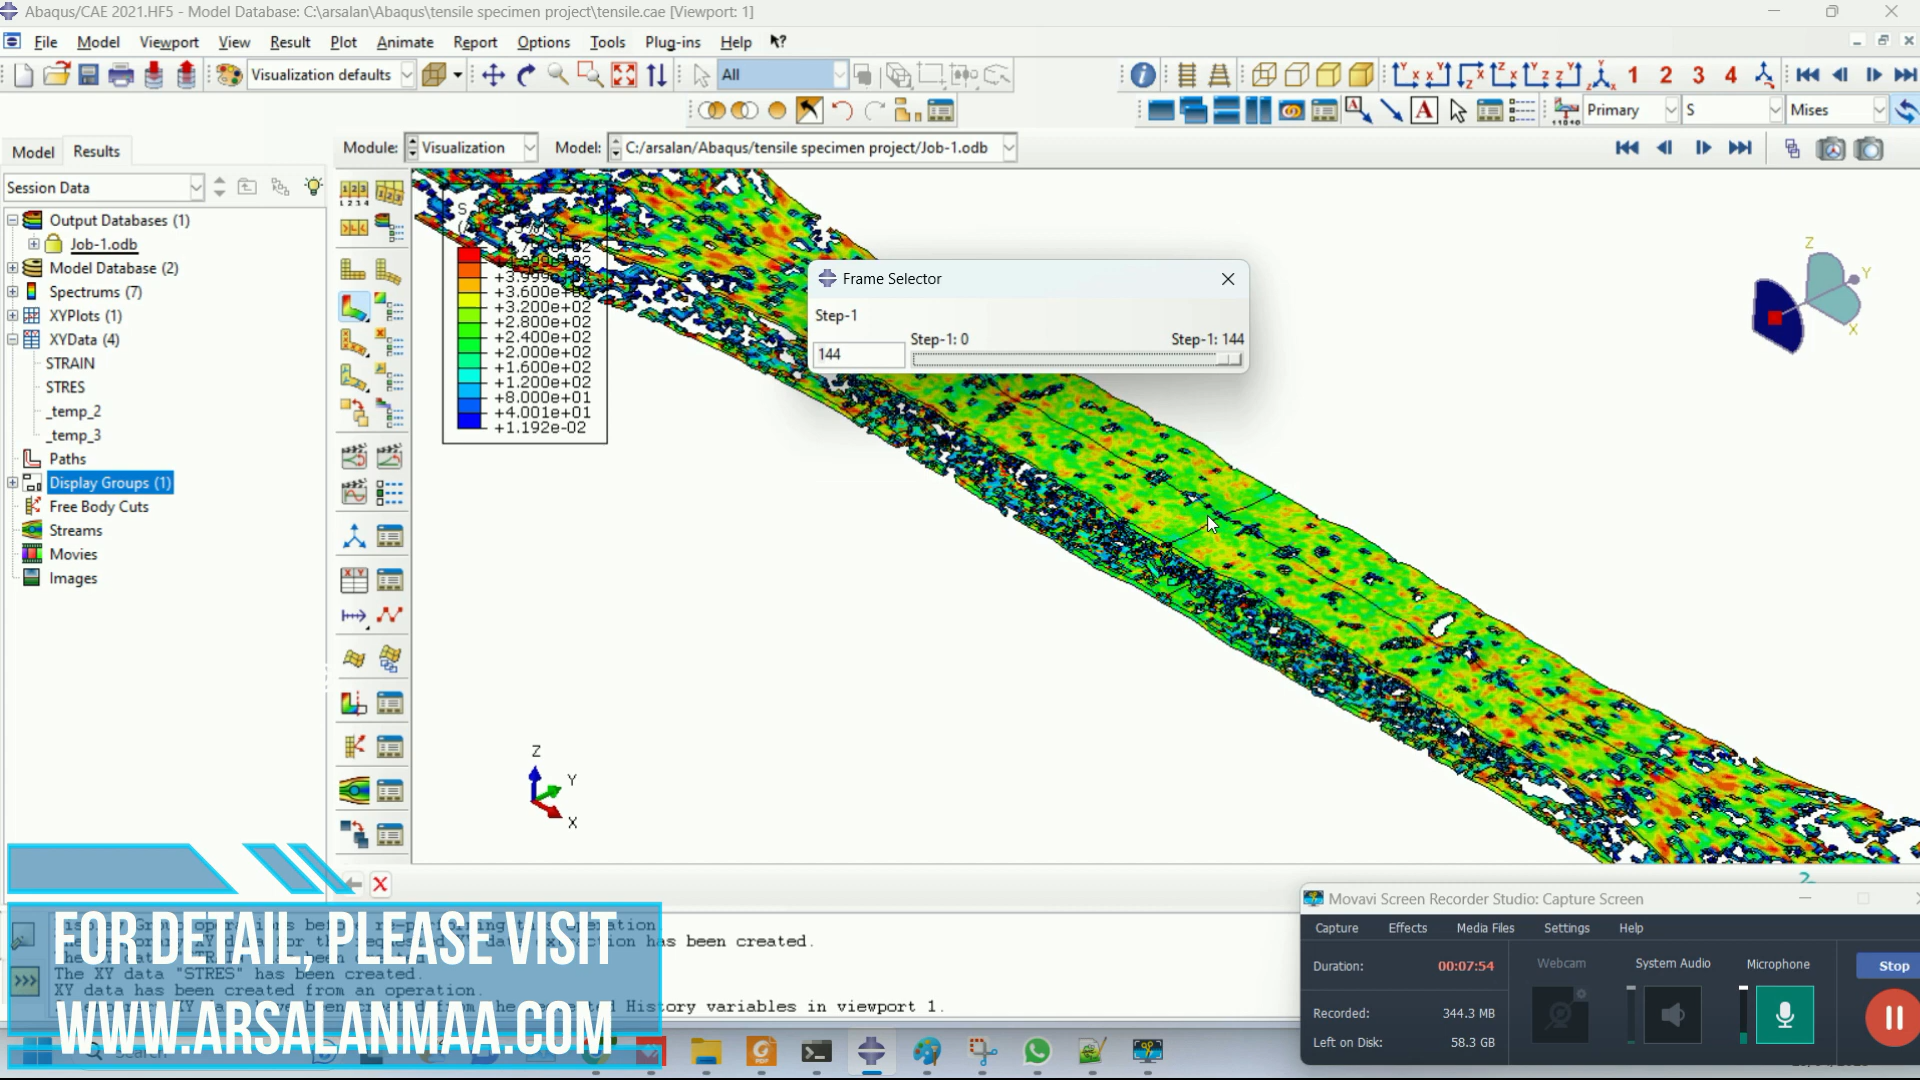 Abaqus/CAE 2021.HF5 - Model Database: C:\arsalan\Abaqus\tensile specimen project\tensile.cae [Viewport: 1]
File Model Viewport View Result Plot Animate Report Options Tools Plug-ins Help
Visualization defaults
All
1 2 3 4
Primary S Mises
Model Results
Module: Visualization Model: C:/arsalan/Abaqus/tensile specimen project/Job-1.odb
Session Data
Output Databases (1)
Job-1.odb
Model Database (2)
Spectrums (7)
XYPlots (1)
XYData (4)
STRAIN
STRES
_temp_2
_temp_3
Paths
Display Groups (1)
Free Body Cuts
Streams
Movies
Images
+3.600e+02
+3.200e+02
+2.800e+02
+2.400e+02
+2.000e+02
+1.600e+02
+1.200e+02
+8.000e+01
+4.001e+01
+1.192e-02
Frame Selector
Step-1
Step-1: 0 Step-1: 144
144
Z
Y
X
Z
Y
X
FOR DETAIL, PLEASE VISIT
WWW.ARSALANMAA.COM
has been created.
The XY data "STRES" has been created.
XY data has been created from an operation.
History variables in viewport 1.
Movavi Screen Recorder Studio: Capture Screen
Capture Effects Media Files Settings Help
Duration: 00:07:54
Recorded: 344.3 MB
Left on Disk: 58.3 GB
Webcam System Audio Microphone
Stop
Search